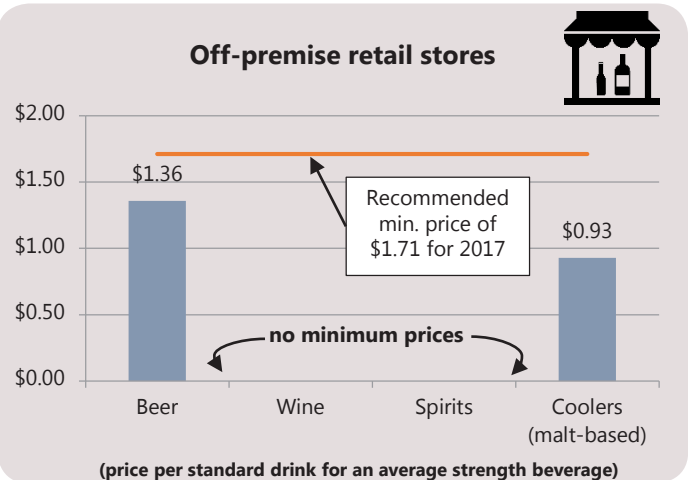 Off-premise retail stores
$2.00
$1.50
$1.00
$0.50
$0.00
$1.36
Recommended
min. price of
$1.71 for 2017
$0.93
no minimum prices
Beer
Wine
Spirits
Coolers
(malt-based)
(price per standard drink for an average strength beverage)